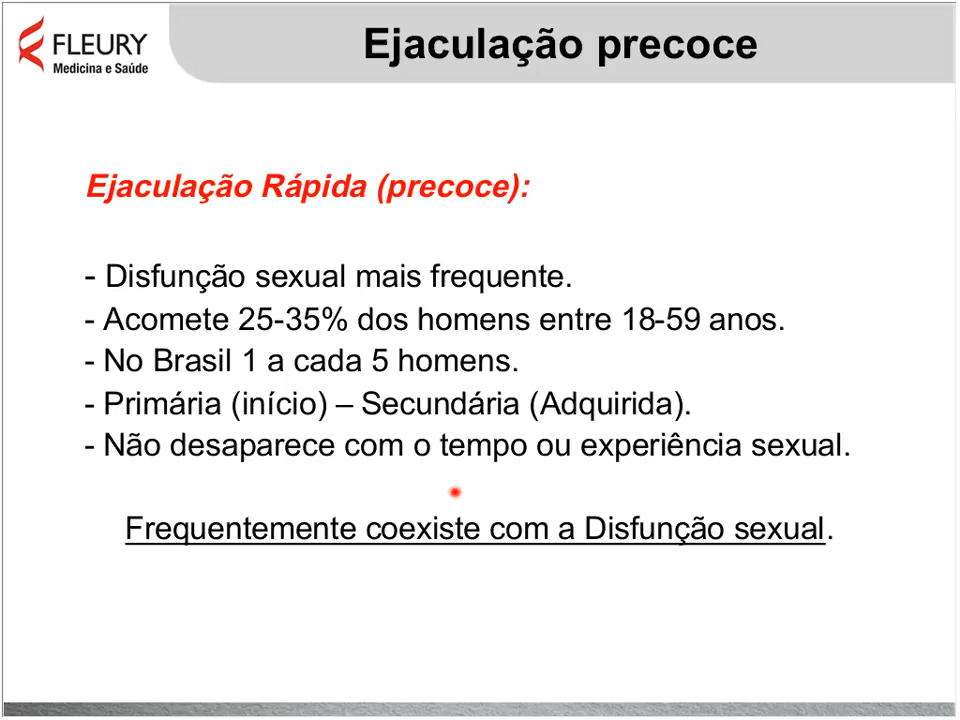 FLEURY
Medicina e Saúde
Ejaculação precoce
Ejaculação Rápida (precoce):
- Disfunção sexual mais frequente.
- Acomete 25-35% dos homens entre 18-59 anos.
- No Brasil 1 a cada 5 homens.
- Primária (início) – Secundária (Adquirida).
- Não desaparece com o tempo ou experiência sexual.
Frequentemente coexiste com a Disfunção sexual.